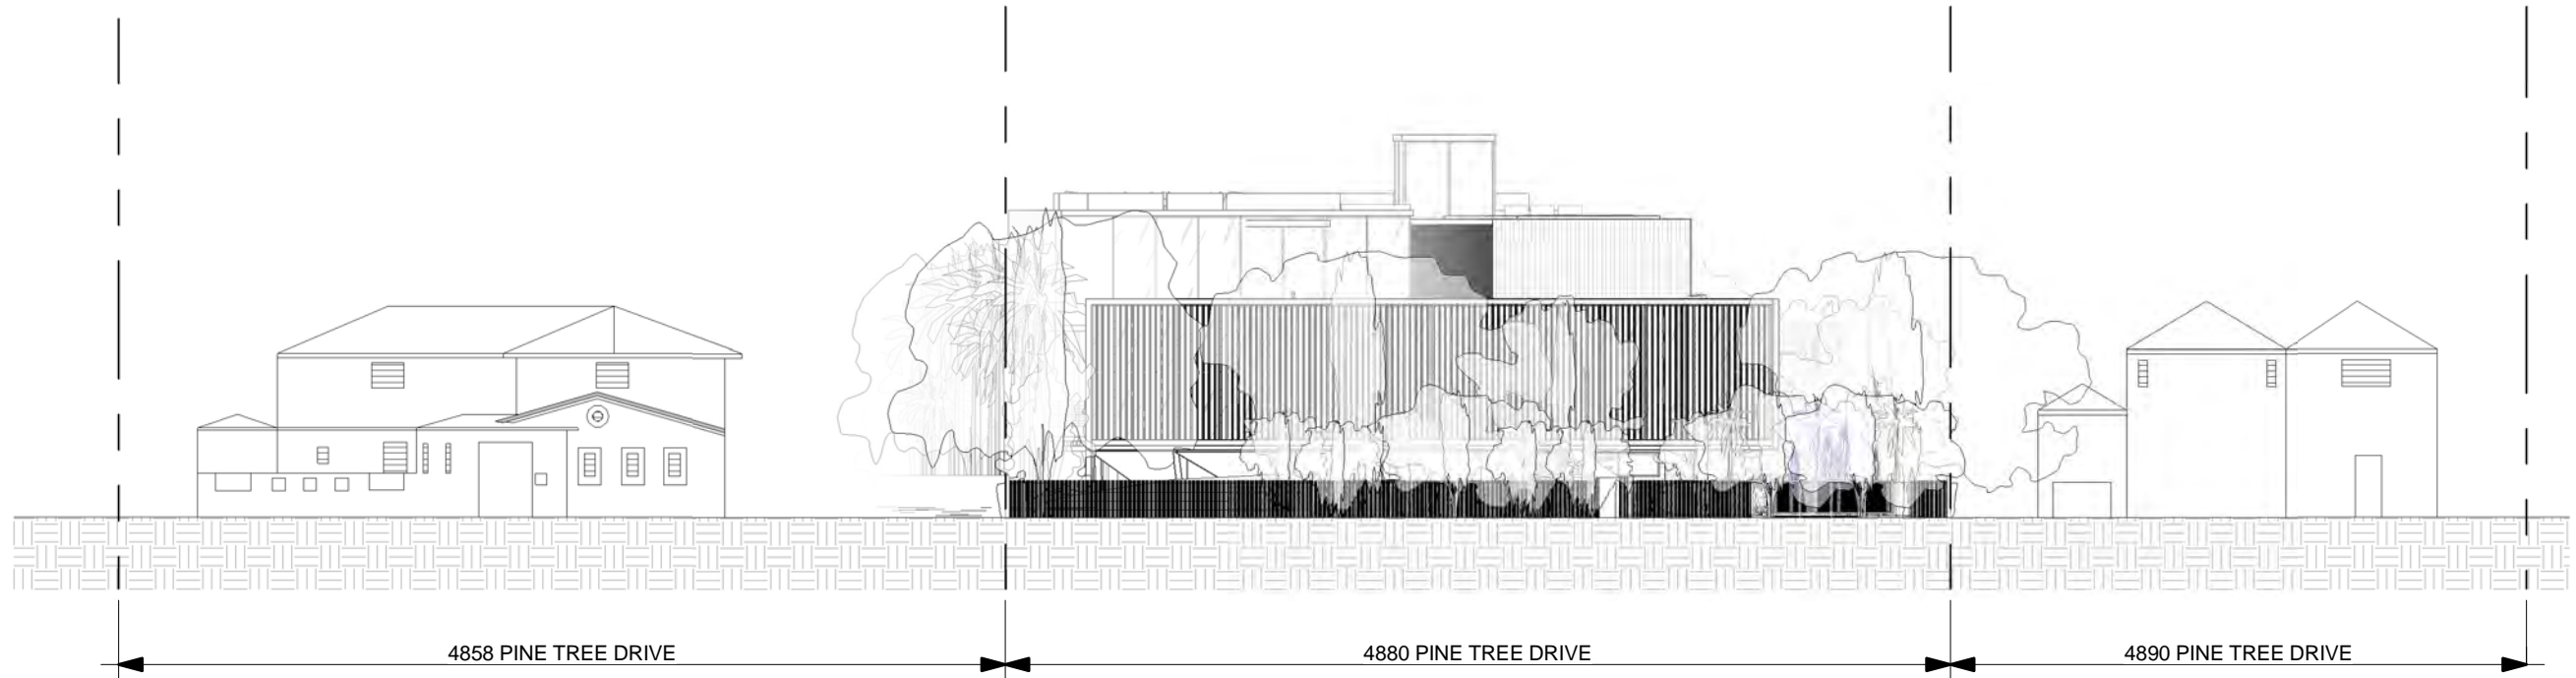 4858 PINE TREE DRIVE
4880 PINE TREE DRIVE
4890 PINE TREE DRIVE